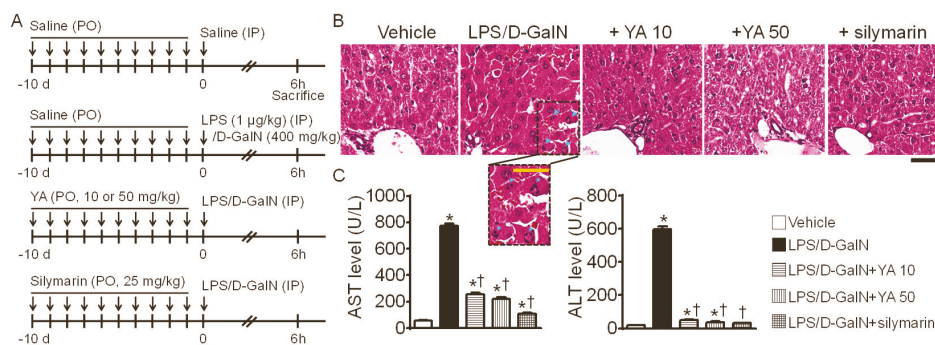 A
Saline (PO)
Saline (IP)
-10 d
0
6h
Sacrifice
Saline (PO)
LPS (1 µg/kg) (IP)
/D-GalN (400 mg/kg)
-10 d
0
6h
YA (PO, 10 or 50 mg/kg)
LPS/D-GalN (IP)
-10 d
0
6h
Silymarin (PO, 25 mg/kg)
LPS/D-GalN (IP)
-10 d
0
6h
B
Vehicle
LPS/D-GalN
+ YA 10
+YA 50
+ silymarin
C
AST level (U/L)
1000
800
600
400
200
0
*
*†
*†
*†
ALT level (U/L)
800
600
400
200
0
*
*†
*†
†
Vehicle
LPS/D-GalN
LPS/D-GalN+YA 10
LPS/D-GalN+YA 50
LPS/D-GalN+silymarin